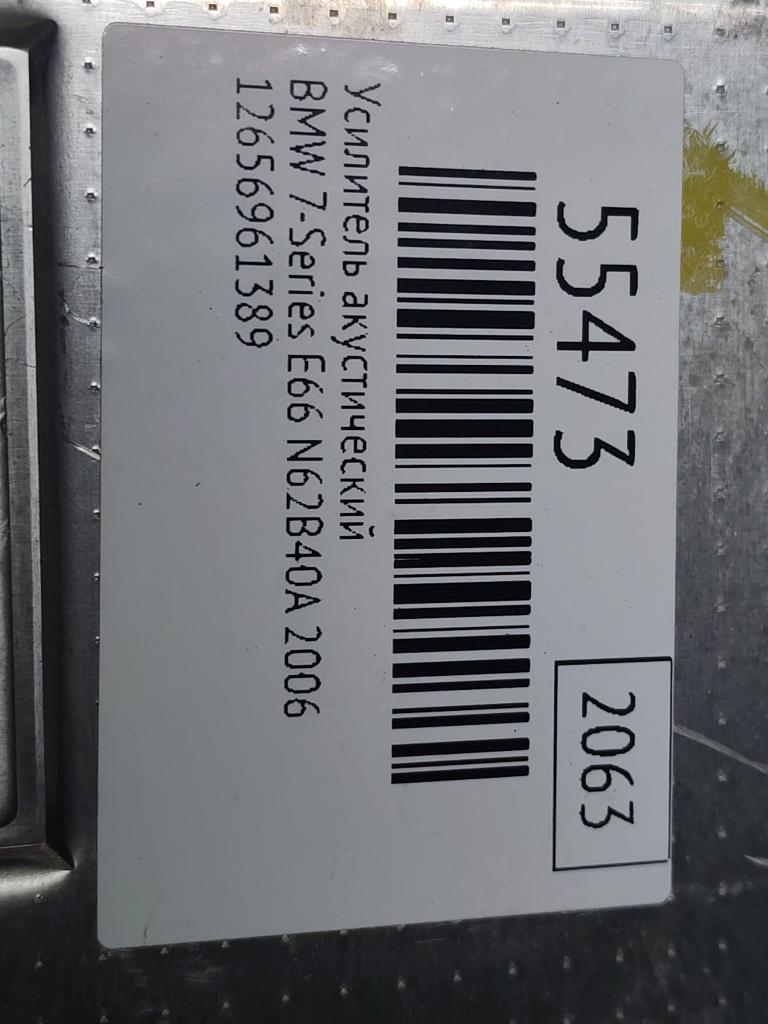 55473
2063
Усилитель акустический
BMW 7-Series E66 N62B40A 2006
12656961389